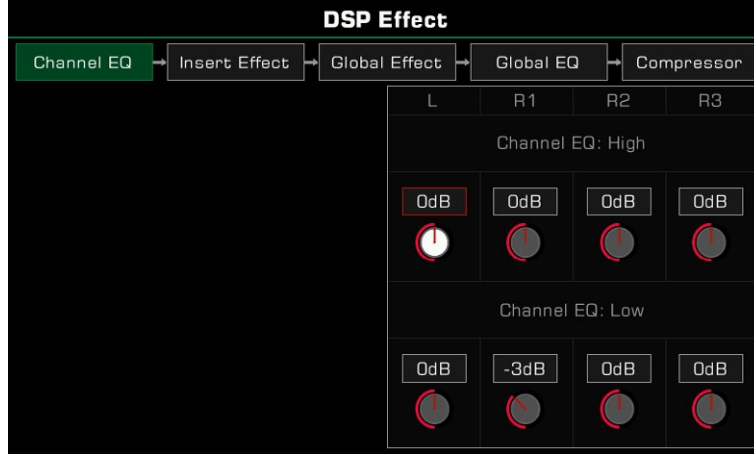 DSP Effect
Channel EQ Insert Effect Global Effect Global EQ Compressor
L R1 R2 R3
Channel EQ: High
0dB 0dB 0dB 0dB
Channel EQ: Low
0dB -3dB 0dB 0dB